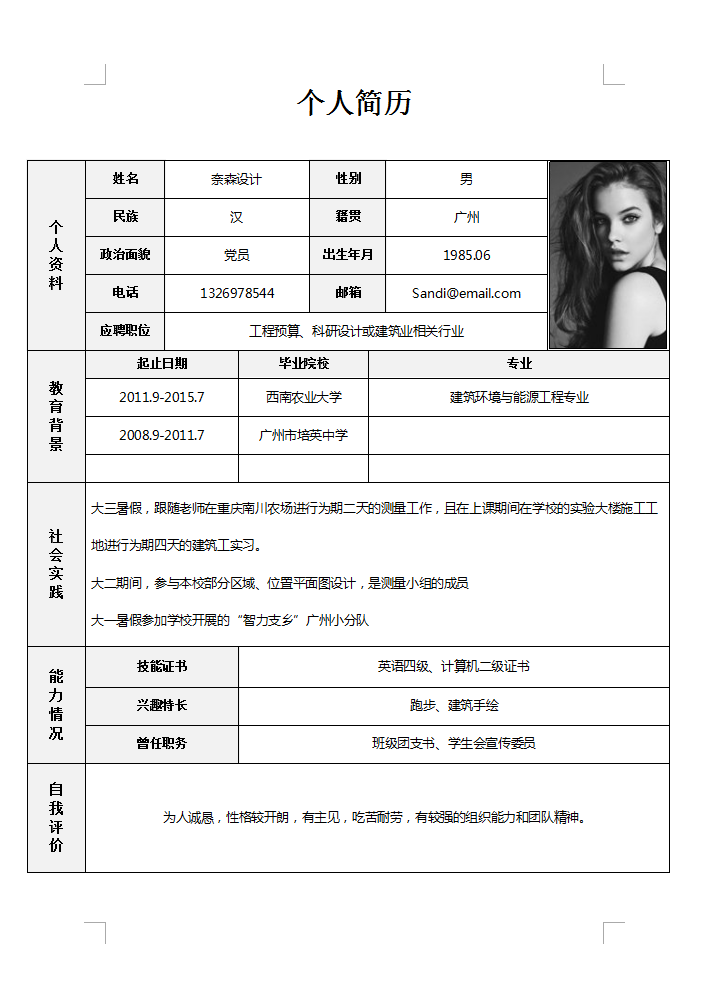 个人简历
个人资料
姓名 奈森设计 性别 男
民族 汉 籍贯 广州
政治面貌 党员 出生年月 1985.06
电话 1326978544 邮箱 Sandi@email.com
应聘职位 工程预算、科研设计或建筑业相关行业
教育背景
起止日期 毕业院校 专业
2011.9-2015.7 西南农业大学 建筑环境与能源工程专业
2008.9-2011.7 广州市培英中学
社会实践
大三暑假，跟随老师在重庆南川农场进行为期二天的测量工作，且在上课期间在学校的实验大楼施工工
地进行为期四天的建筑工实习。
大二期间，参与本校部分区域、位置平面图设计，是测量小组的成员
大一暑假参加学校开展的“智力支乡”广州小分队
能力情况
技能证书 英语四级、计算机二级证书
兴趣特长 跑步、建筑手绘
曾任职务 班级团支书、学生会宣传委员
自我评价
为人诚恳，性格较开朗，有主见，吃苦耐劳，有较强的组织能力和团队精神。